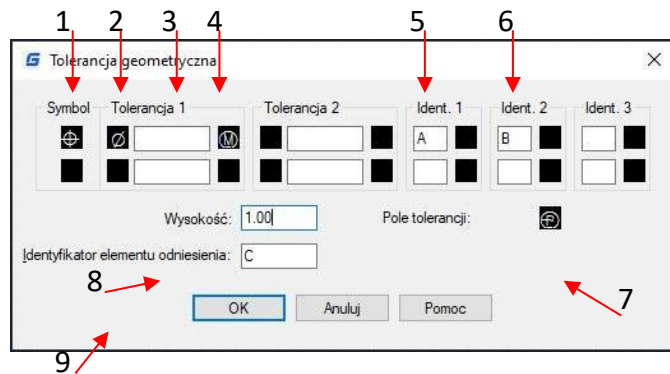 1 2 3 4 5 6
Tolerancja geometryczna
Symbol Tolerancja 1 Tolerancja 2 Ident. 1 Ident. 2 Ident. 3
⌖ Ø Ⓜ A B
Wysokość: 1.00 Pole tolerancji: Ⓟ
Identyfikator elementu odniesienia: C
8 7
OK Anuluj Pomoc
9